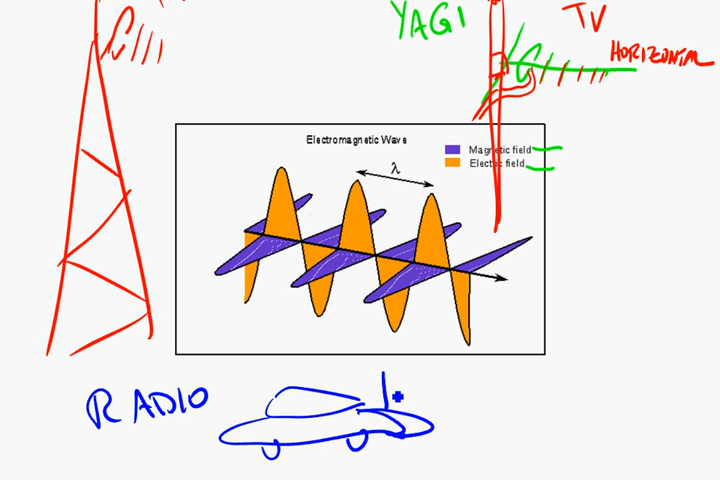 YAGI
TV
HORIZONTAL
Electromagnetic Wave
Magnetic field
Electric field
λ
RADIO